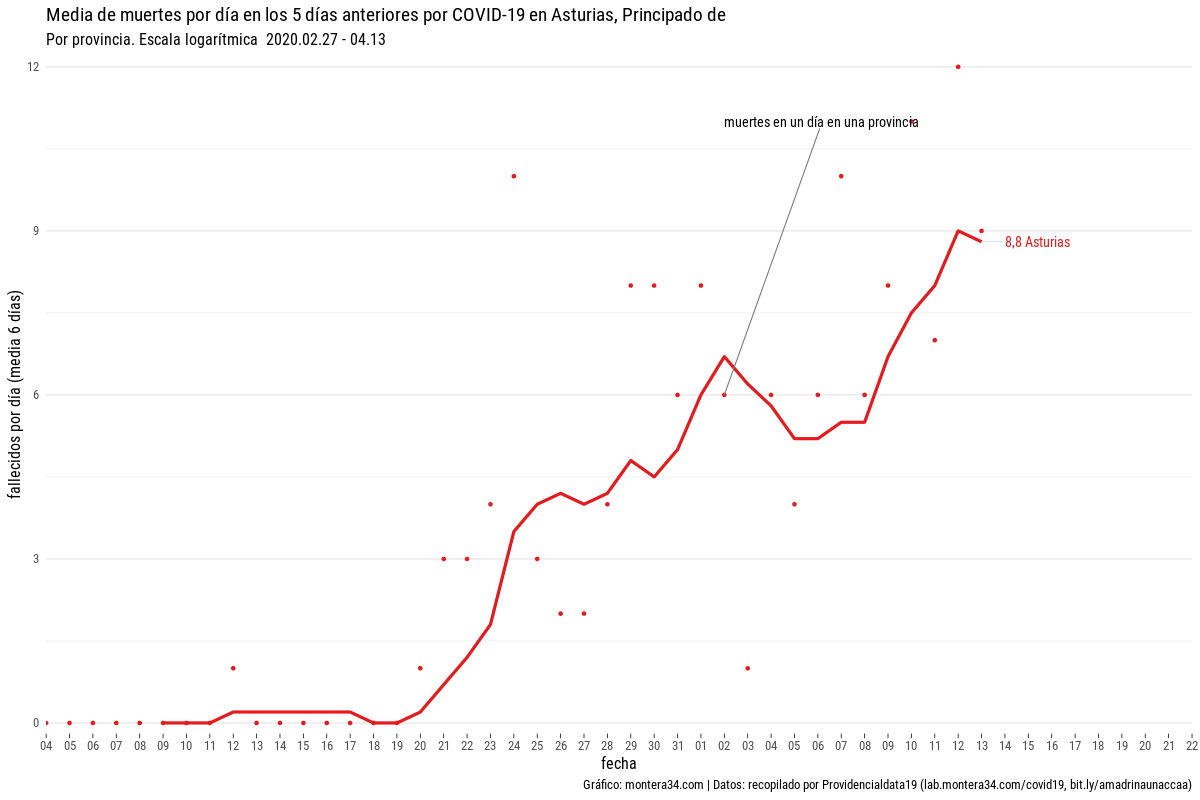 Media de muertes por día en los 5 días anteriores por COVID-19 en Asturias, Principado de
Por provincia. Escala logarítmica  2020.02.27 - 04.13
12
muertes en un día en una provincia
9
8,8 Asturias
fallecidos por día (media 6 días)
6
3
0
04 05 06 07 08 09 10 11 12 13 14 15 16 17 18 19 20 21 22 23 24 25 26 27 28 29 30 31 01 02 03 04 05 06 07 08 09 10 11 12 13 14 15 16 17 18 19 20 21 22
fecha
Gráfico: montera34.com | Datos: recopilado por Providencialdata19 (lab.montera34.com/covid19, bit.ly/amadrinaunaccaa)